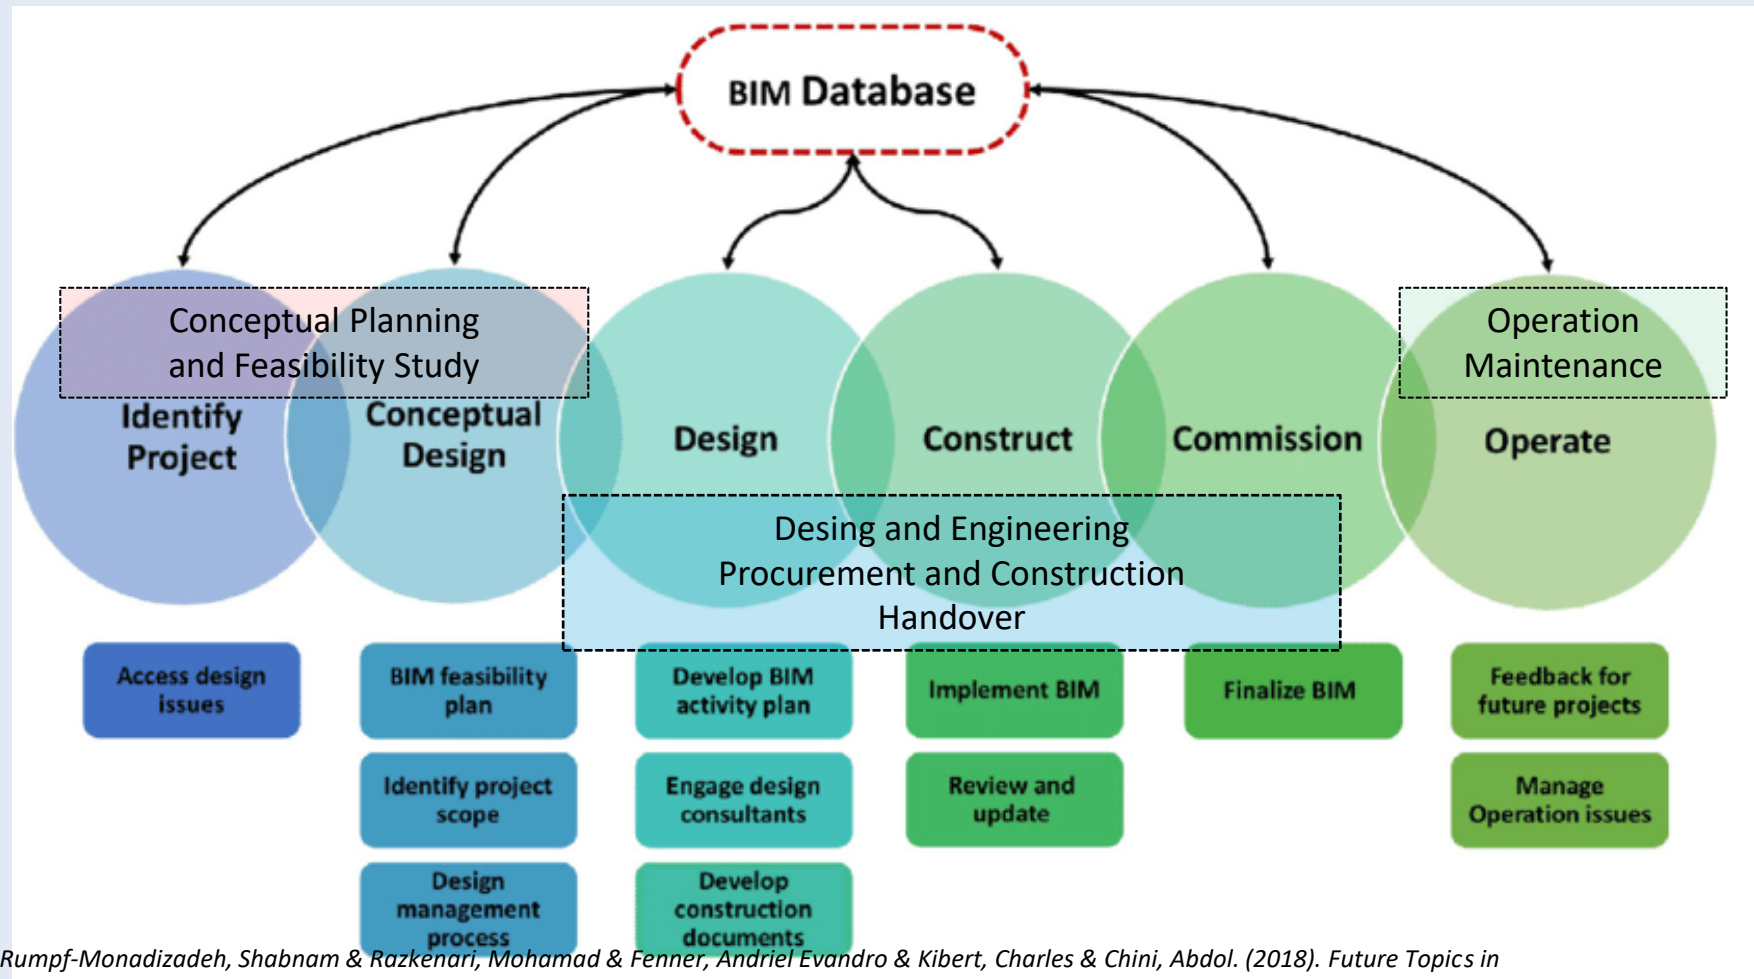 BIM Database
Conceptual Planning
and Feasibility Study
Operation
Maintenance
Identify
Project
Conceptual
Design
Design
Construct
Commission
Operate
Desing and Engineering
Procurement and Construction
Handover
Access design
issues
BIM feasibility
plan
Develop BIM
activity plan
Implement BIM
Finalize BIM
Feedback for
future projects
Identify project
scope
Engage design
consultants
Review and
update
Manage
Operation issues
Design
management
process
Develop
construction
documents
Rumpf-Monadizadeh, Shabnam & Razkenari, Mohamad & Fenner, Andriel Evandro & Kibert, Charles & Chini, Abdol. (2018). Future Topics in